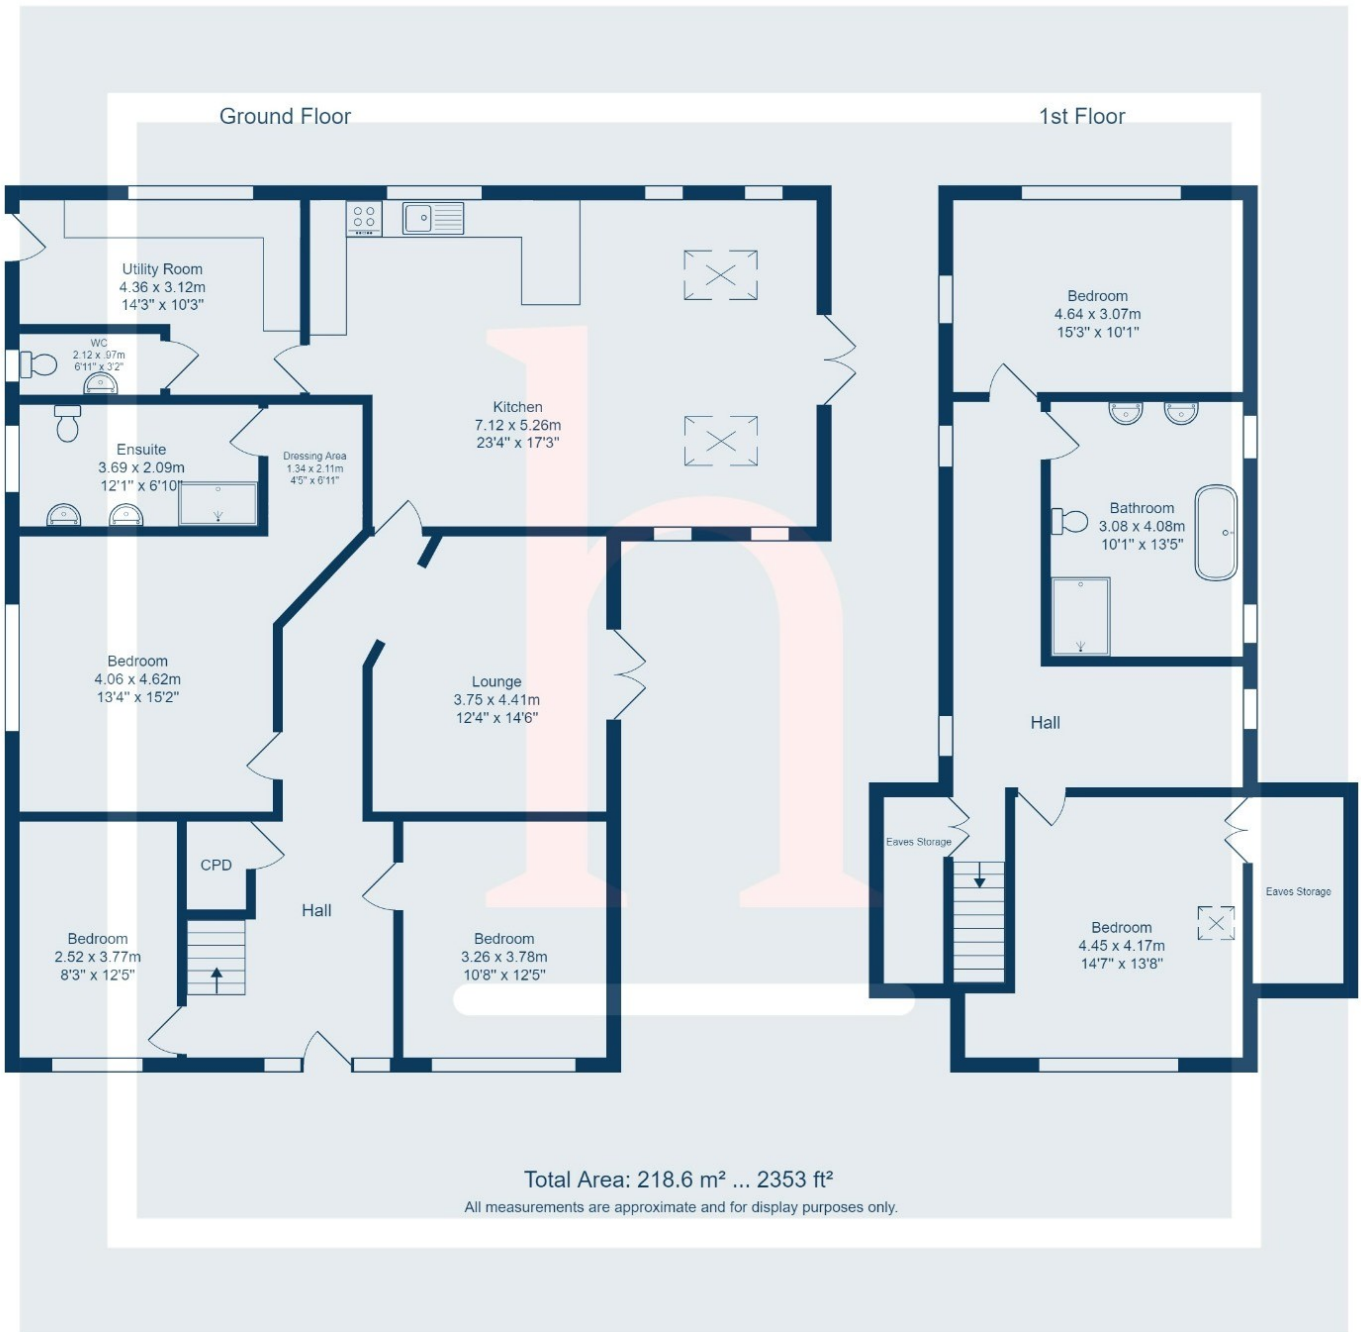 Ground Floor
1st Floor
Utility Room
4.36 x 3.12m
14'3" x 10'3"
WC
2.12 x .97m
6'11" x 3'2"
Ensuite
3.69 x 2.09m
12'1" x 6'10"
Dressing Area
1.34 x 2.11m
4'5" x 6'11"
Kitchen
7.12 x 5.26m
23'4" x 17'3"
Bedroom
4.06 x 4.62m
13'4" x 15'2"
Lounge
3.75 x 4.41m
12'4" x 14'6"
CPD
Hall
Bedroom
2.52 x 3.77m
8'3" x 12'5"
Bedroom
3.26 x 3.78m
10'8" x 12'5"
Bedroom
4.64 x 3.07m
15'3" x 10'1"
Bathroom
3.08 x 4.08m
10'1" x 13'5"
Hall
Eaves Storage
Eaves Storage
Bedroom
4.45 x 4.17m
14'7" x 13'8"
h
Total Area: 218.6 m² ... 2353 ft²
All measurements are approximate and for display purposes only.